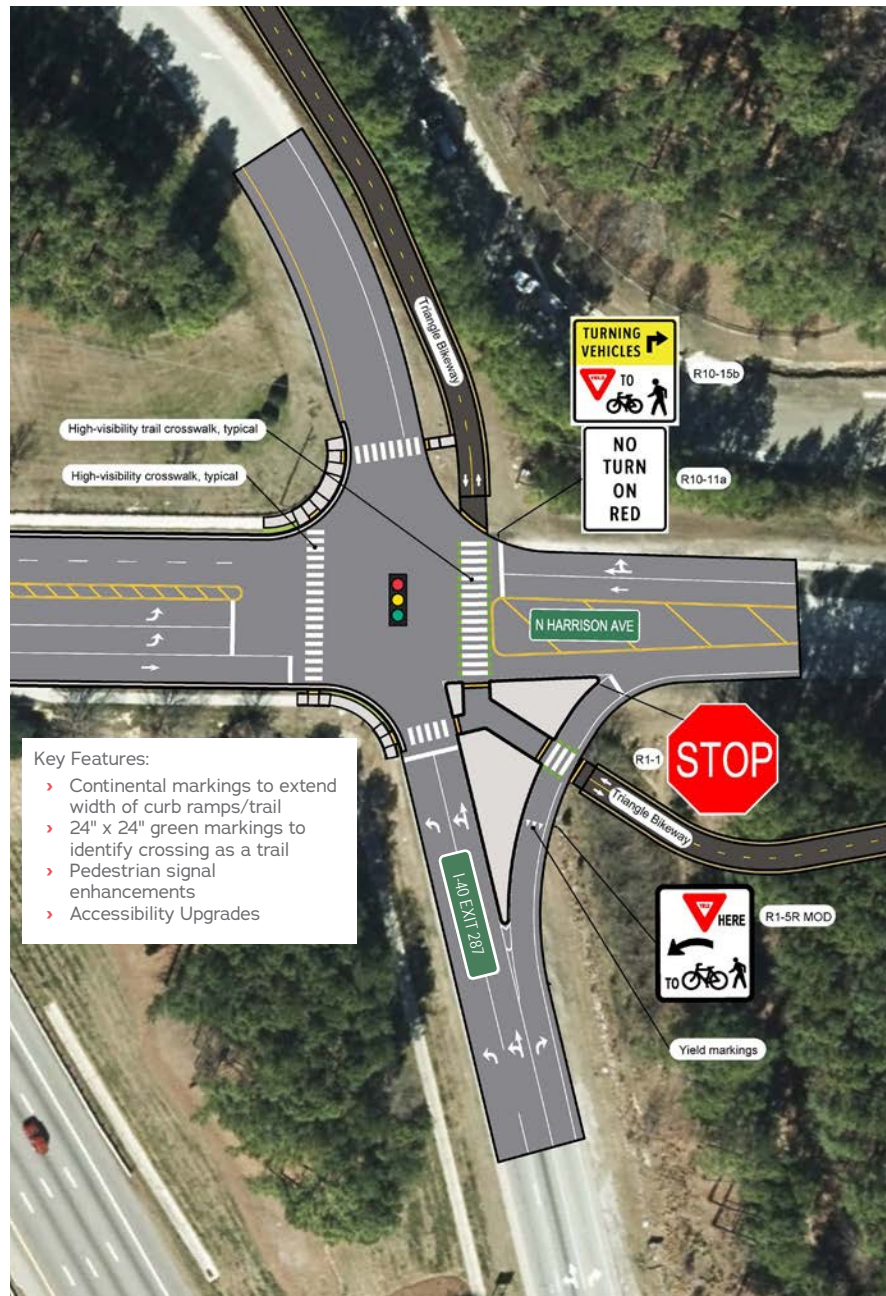 Triangle Bikeway
TURNING
VEHICLES
YIELD
TO
R10-15b
High-visibility trail crosswalk, typical
NO
TURN
ON
RED
R10-11a
High-visibility crosswalk, typical
N HARRISON AVE
STOP
R1-1
Key Features:
› Continental markings to extend
width of curb ramps/trail
› 24" x 24" green markings to
identify crossing as a trail
› Pedestrian signal
enhancements
› Accessibility Upgrades
Triangle Bikeway
I-40 EXIT 287
HERE
TO
R1-5R MOD
Yield markings